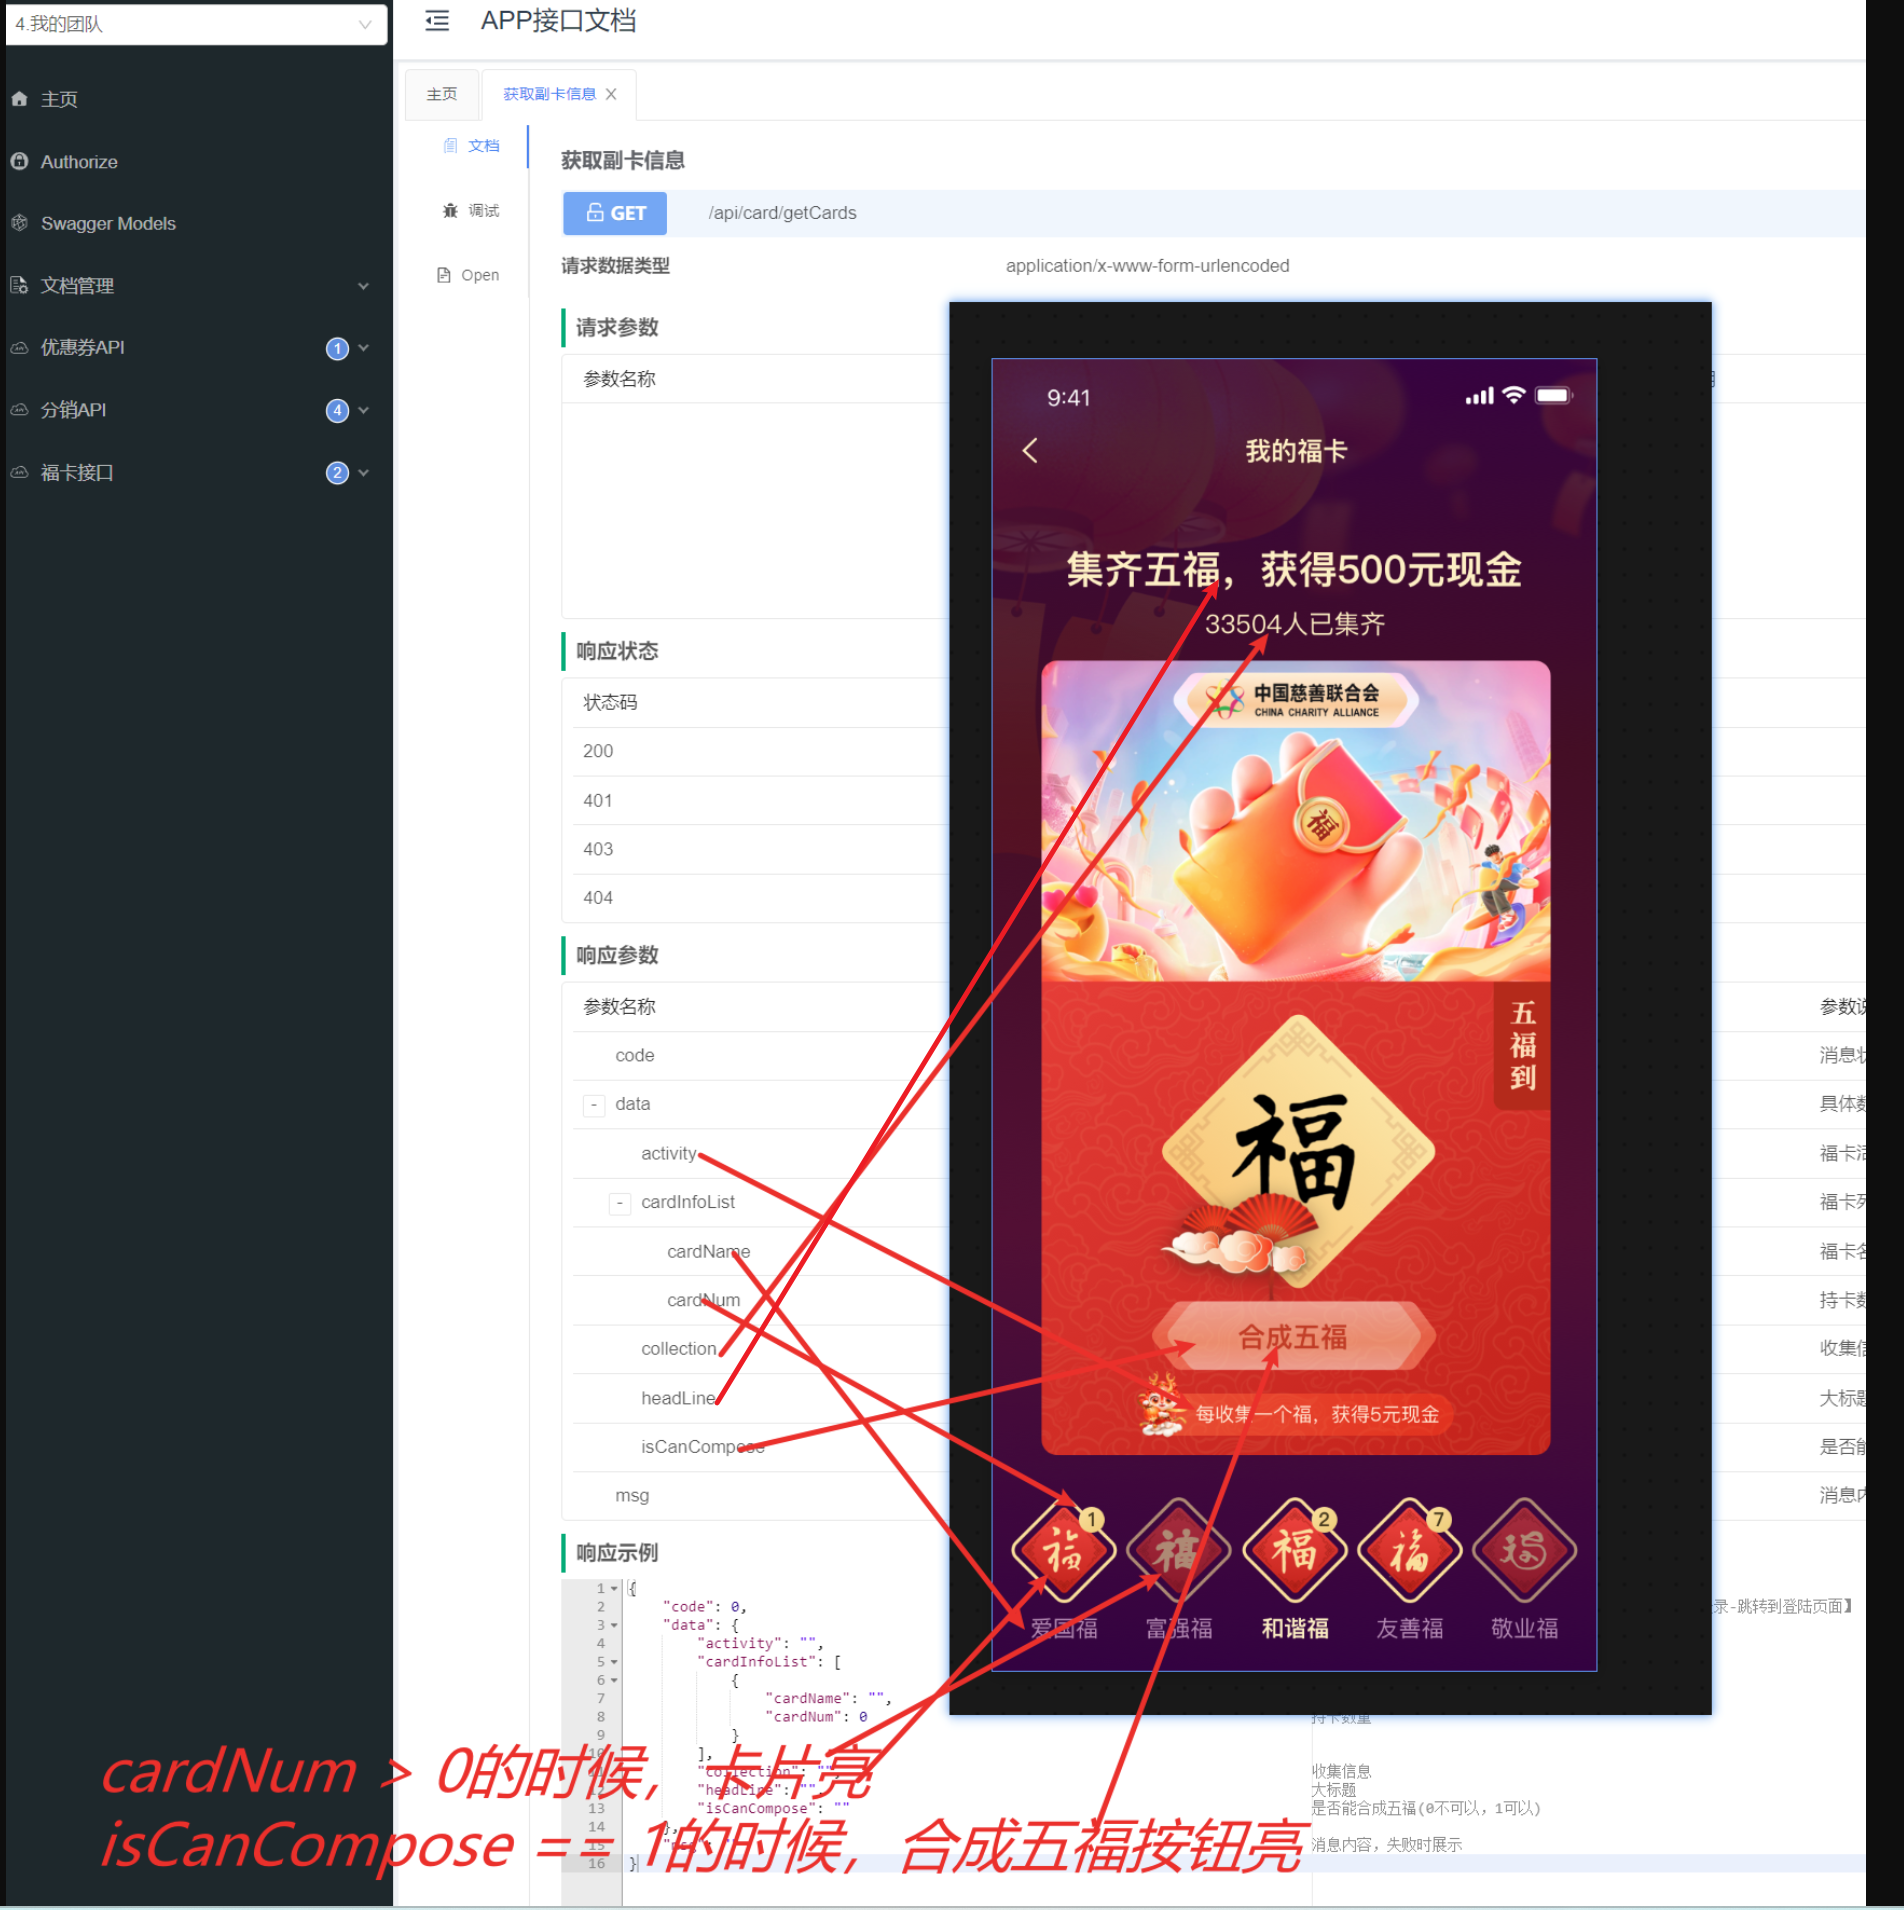 4.我的团队
APP接口文档
主页
Authorize
Swagger Models
文档管理
优惠券API
1
分销API
4
福卡接口
2
主页
获取副卡信息
文档
调试
Open
获取副卡信息
GET
/api/card/getCards
请求数据类型
application/x-www-form-urlencoded
请求参数
参数名称
响应状态
状态码
200
401
403
404
响应参数
参数名称
参数说
code
消息状
- data
具体数
activity
福卡活
- cardInfoList
福卡列
cardName
福卡名
cardNum
持卡数
collection
收集信
headLine
大标题
isCanCompose
是否能
msg
消息内
9:41
我的福卡
集齐五福，获得500元现金
33504人已集齐
中国慈善联合会
CHINA CHARITY ALLIANCE
福
五福到
福
合成五福
每收集一个福，获得5元现金
福
1
福
福
2
福
7
福
爱国福
富强福
和谐福
友善福
敬业福
响应示例
1 {
2 "code": 0,
3 "data": {
4 "activity": "",
5 "cardInfoList": [
6 {
7 "cardName": "",
8 "cardNum": 0
9 }
10 ],
"collection": "",
12 "headLine": "",
13 "isCanCompose": ""
14 },
15
16 }
录-跳转到登陆页面】
持卡数量
收集信息
大标题
是否能合成五福(0不可以，1可以)
消息内容，失败时展示
cardNum > 0的时候，卡片亮
isCanCompose == 1的时候，合成五福按钮亮